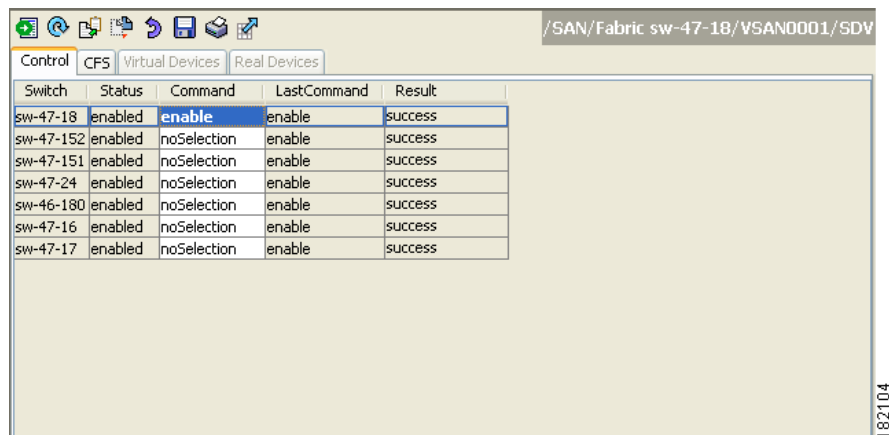 /SAN/Fabric sw-47-18/VSAN0001/SDV
Control CFS Virtual Devices Real Devices
Switch Status Command LastCommand Result
sw-47-18 enabled enable enable success
sw-47-152 enabled noSelection enable success
sw-47-151 enabled noSelection enable success
sw-47-24 enabled noSelection enable success
sw-46-180 enabled noSelection enable success
sw-47-16 enabled noSelection enable success
sw-47-17 enabled noSelection enable success